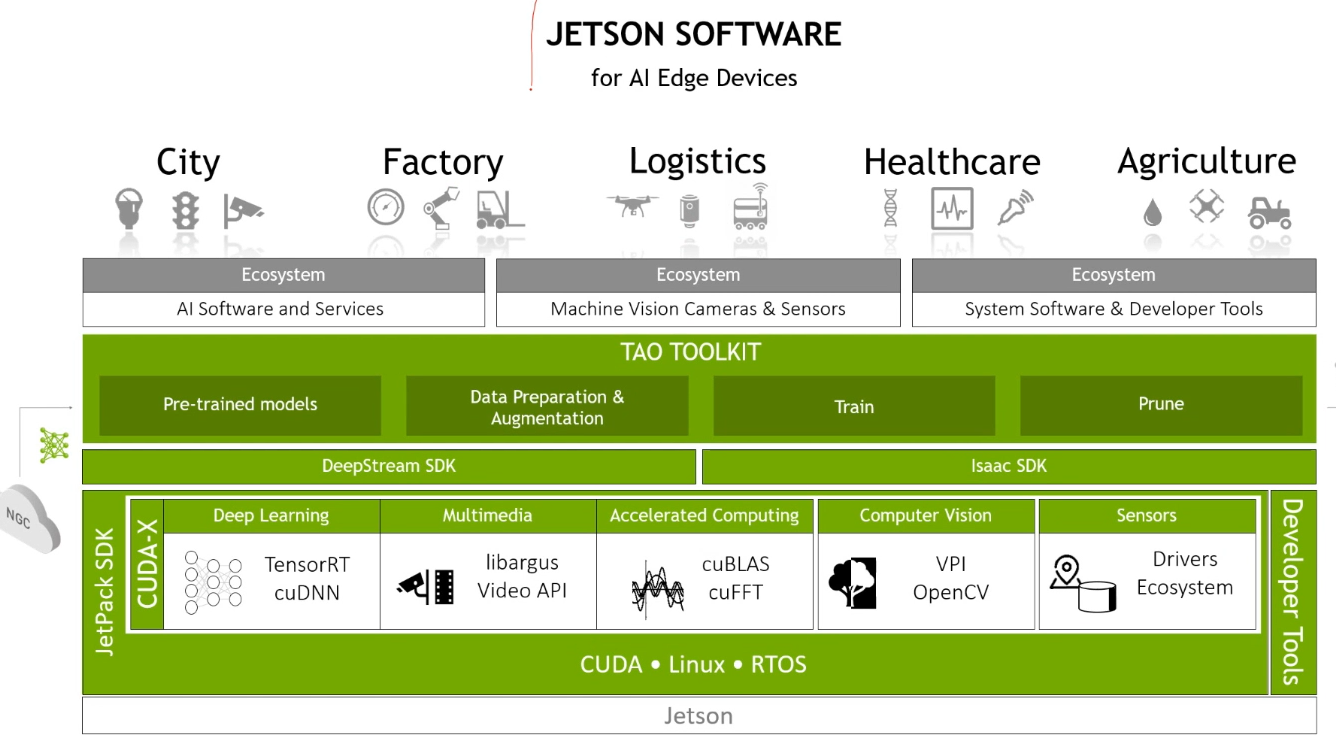 JETSON SOFTWARE
for AI Edge Devices
City
Factory
Logistics
Healthcare
Agriculture
Ecosystem
AI Software and Services
Ecosystem
Machine Vision Cameras & Sensors
Ecosystem
System Software & Developer Tools
TAO TOOLKIT
Pre-trained models
Data Preparation &
Augmentation
Train
Prune
DeepStream SDK
Isaac SDK
NGC
JetPack SDK
CUDA-X
Deep Learning
TensorRT
cuDNN
Multimedia
libargus
Video API
Accelerated Computing
cuBLAS
cuFFT
Computer Vision
VPI
OpenCV
Sensors
Drivers
Ecosystem
Developer Tools
CUDA • Linux • RTOS
Jetson